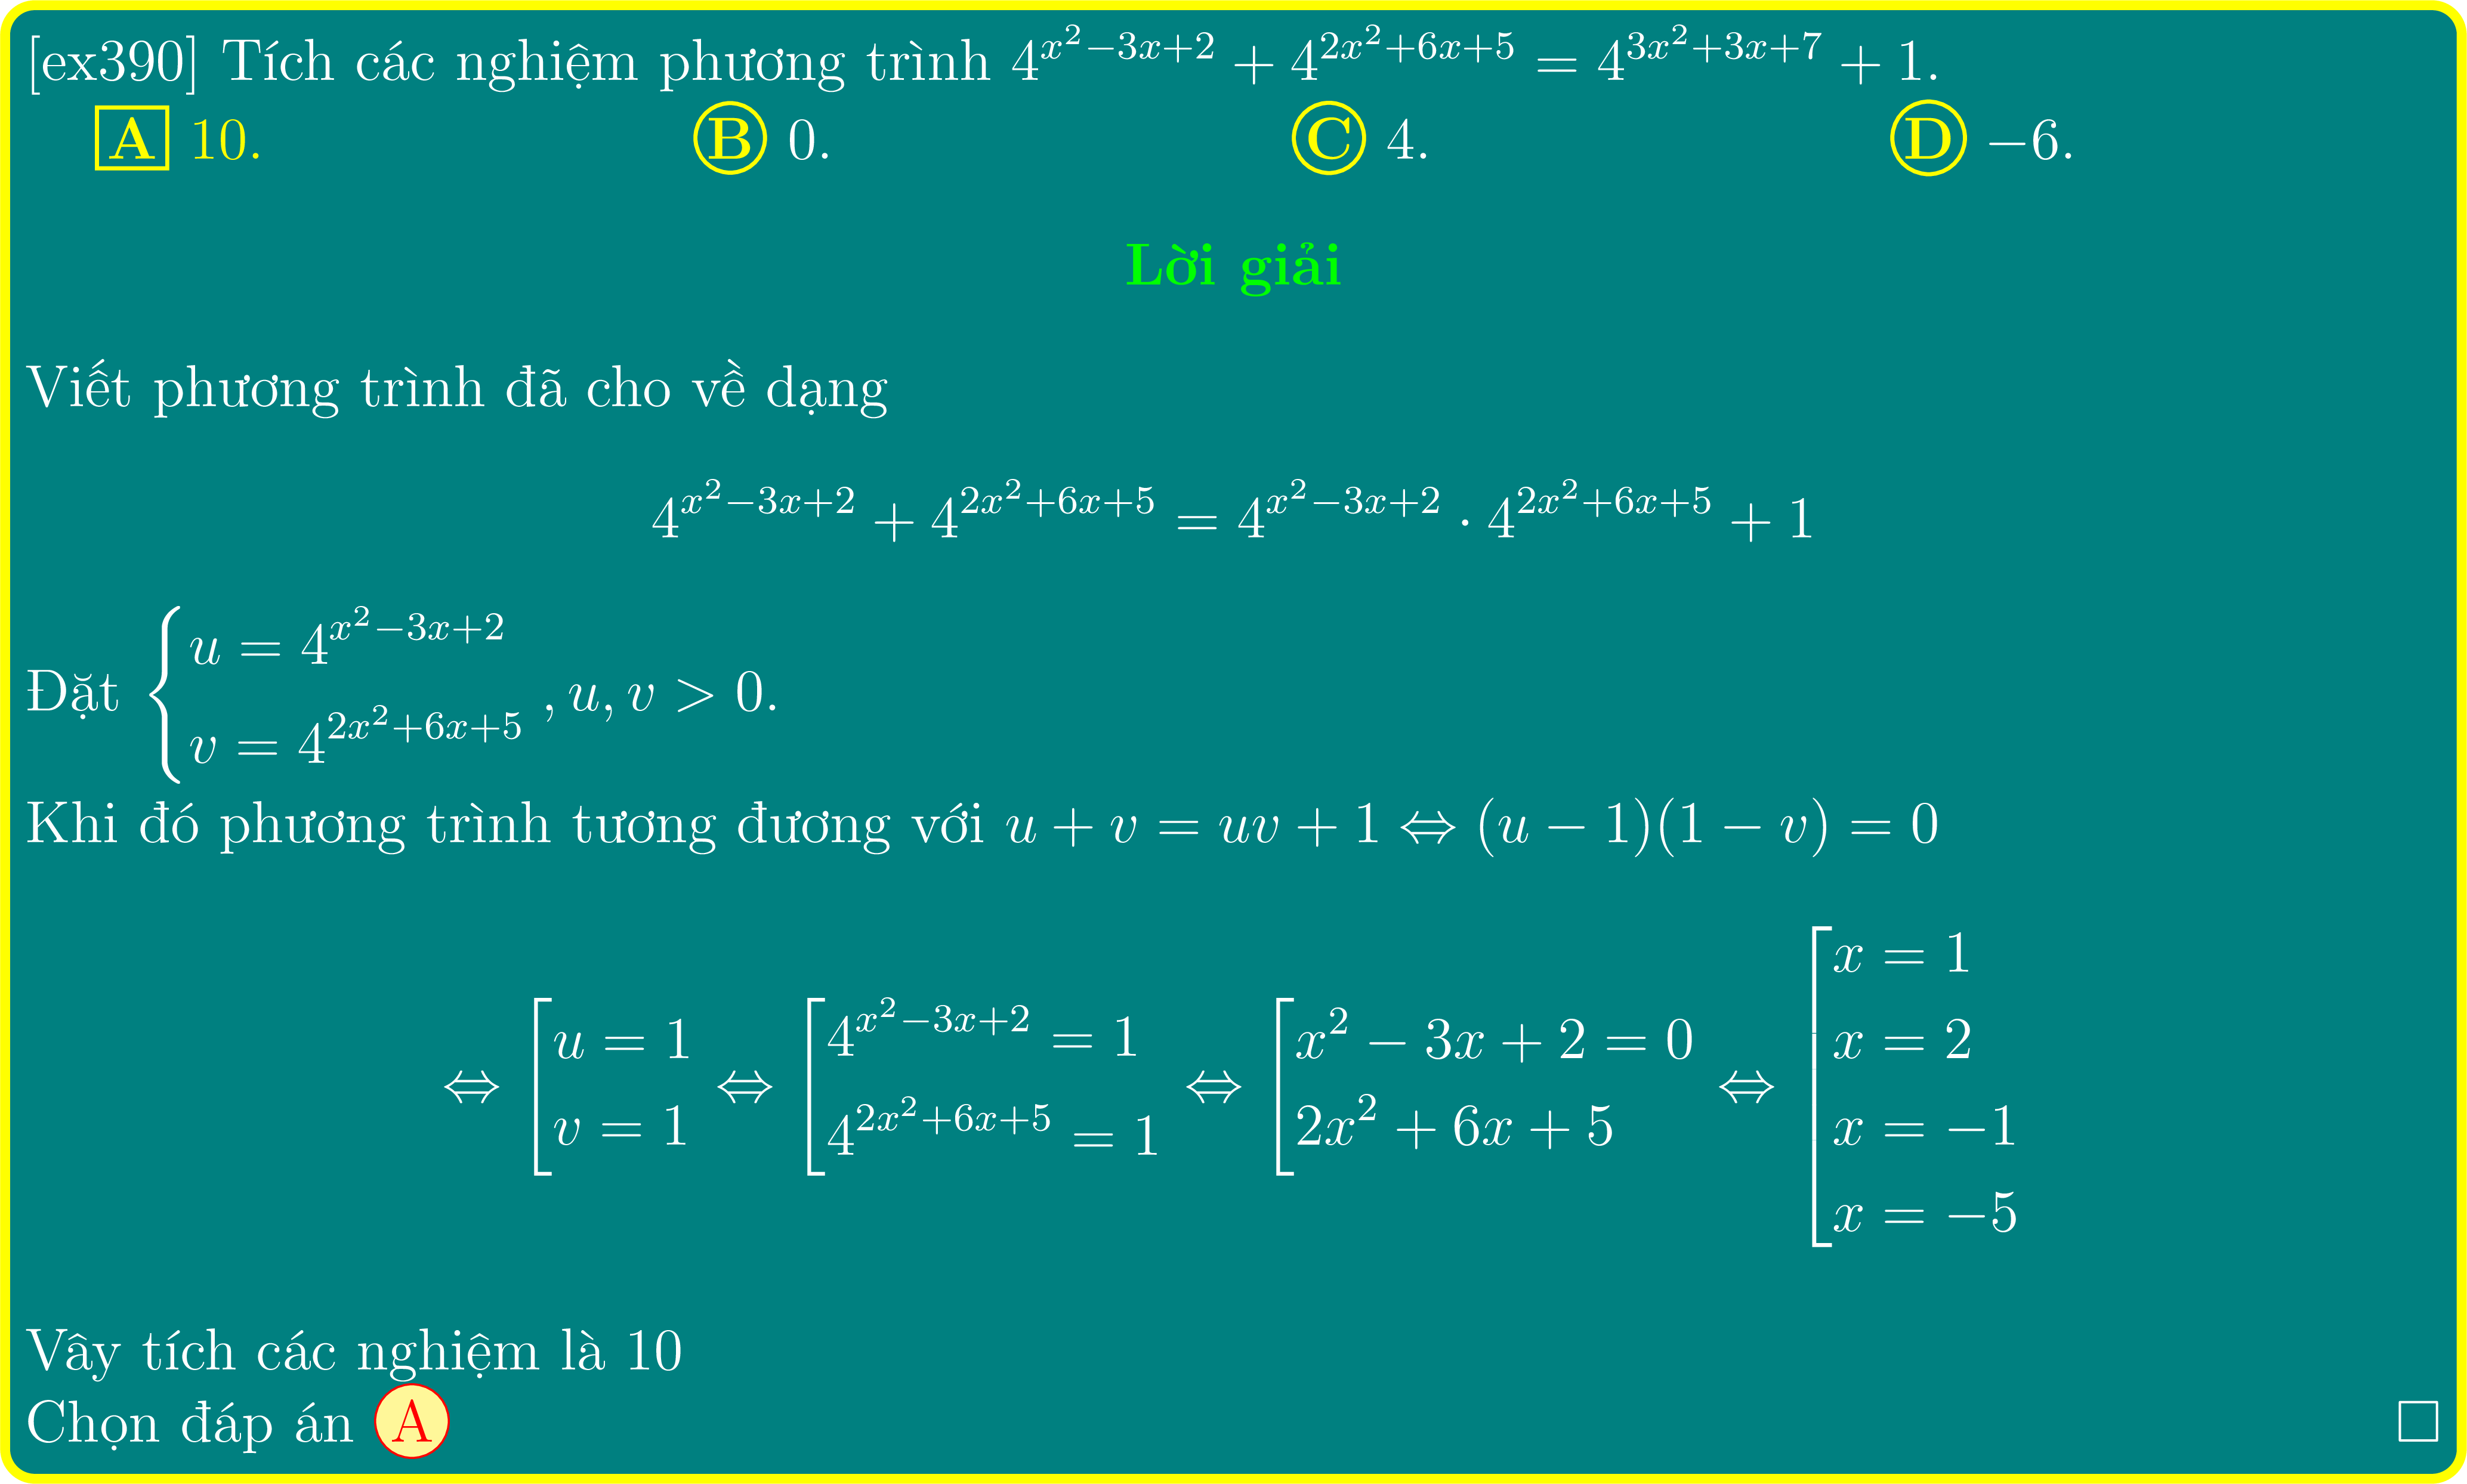 [ex390] Tích các nghiệm phương trình $4^{x^2-3x+2} + 4^{2x^2+6x+5} = 4^{3x^2+3x+7} + 1$.
A 10. B 0. C 4. D −6.
Lời giải
Viết phương trình đã cho về dạng
$4^{x^2-3x+2} + 4^{2x^2+6x+5} = 4^{x^2-3x+2} \cdot 4^{2x^2+6x+5} + 1$
Đặt $\begin{cases} u = 4^{x^2-3x+2} \\ v = 4^{2x^2+6x+5} \end{cases}, u, v > 0.$
Khi đó phương trình tương đương với $u + v = uv + 1 \Leftrightarrow (u - 1)(1 - v) = 0$
$\Leftrightarrow \left[\begin{array}{l} u = 1 \\ v = 1 \end{array}\right. \Leftrightarrow \left[\begin{array}{l} 4^{x^2-3x+2} = 1 \\ 4^{2x^2+6x+5} = 1 \end{array}\right. \Leftrightarrow \left[\begin{array}{l} x^2 - 3x + 2 = 0 \\ 2x^2 + 6x + 5 \end{array}\right. \Leftrightarrow \left[\begin{array}{l} x = 1 \\ x = 2 \\ x = -1 \\ x = -5 \end{array}\right.$
Vây tích các nghiêm là 10
Chọn đáp án A